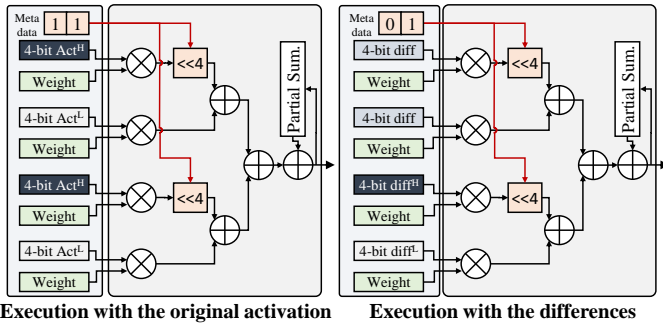 Meta data 1 1
4-bit Act^H
Weight
4-bit Act^L
Weight
4-bit Act^H
Weight
4-bit Act^L
Weight
<<4
<<4
Partial Sum.
Execution with the original activation
Meta data 0 1
4-bit diff
Weight
4-bit diff
Weight
4-bit diff^H
Weight
4-bit diff^L
Weight
<<4
<<4
Partial Sum.
Execution with the differences